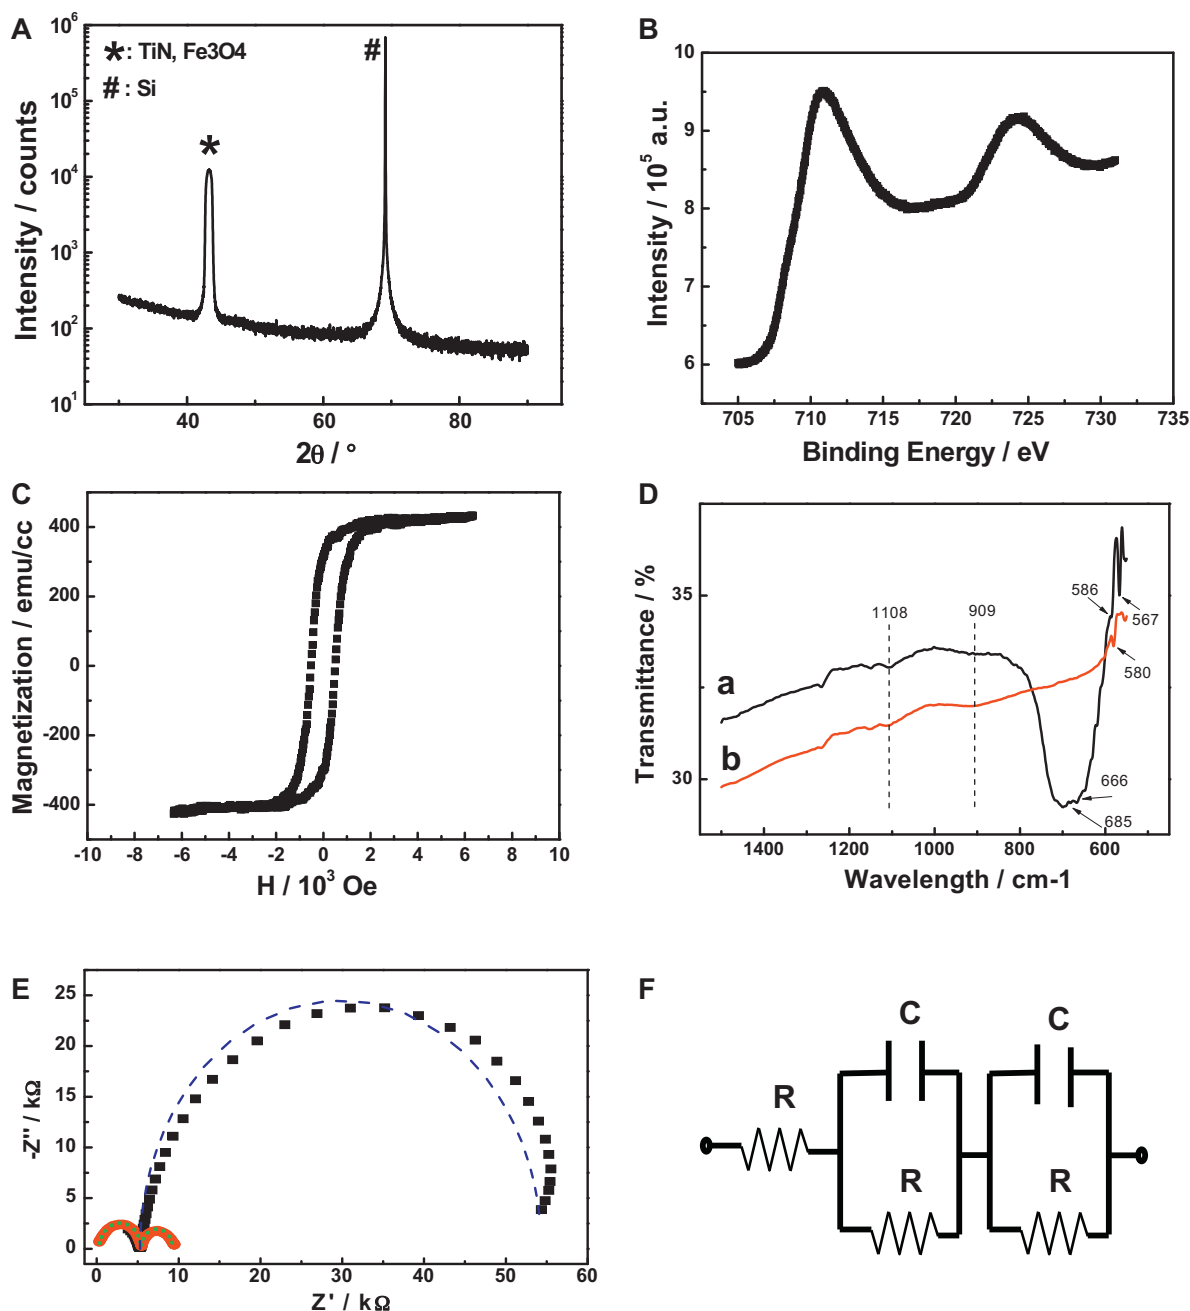 A
*: TiN, Fe3O4
#: Si
*
#
10^6
10^5
10^4
10^3
10^2
10^1
Intensity / counts
40 60 80
2θ / °
B
10
9
8
7
6
Intensity / 10^5 a.u.
705 710 715 720 725 730 735
Binding Energy / eV
C
400
200
0
-200
-400
Magnetization / emu/cc
-10 -8 -6 -4 -2 0 2 4 6 8 10
H / 10^3 Oe
D
35
30
Transmittance / %
1108
909
586
567
580
666
685
a
b
1400 1200 1000 800 600
Wavelength / cm-1
E
25
20
15
10
5
0
-Z'' / kΩ
0 10 20 30 40 50 60
Z' / kΩ
F
C C
R
R R